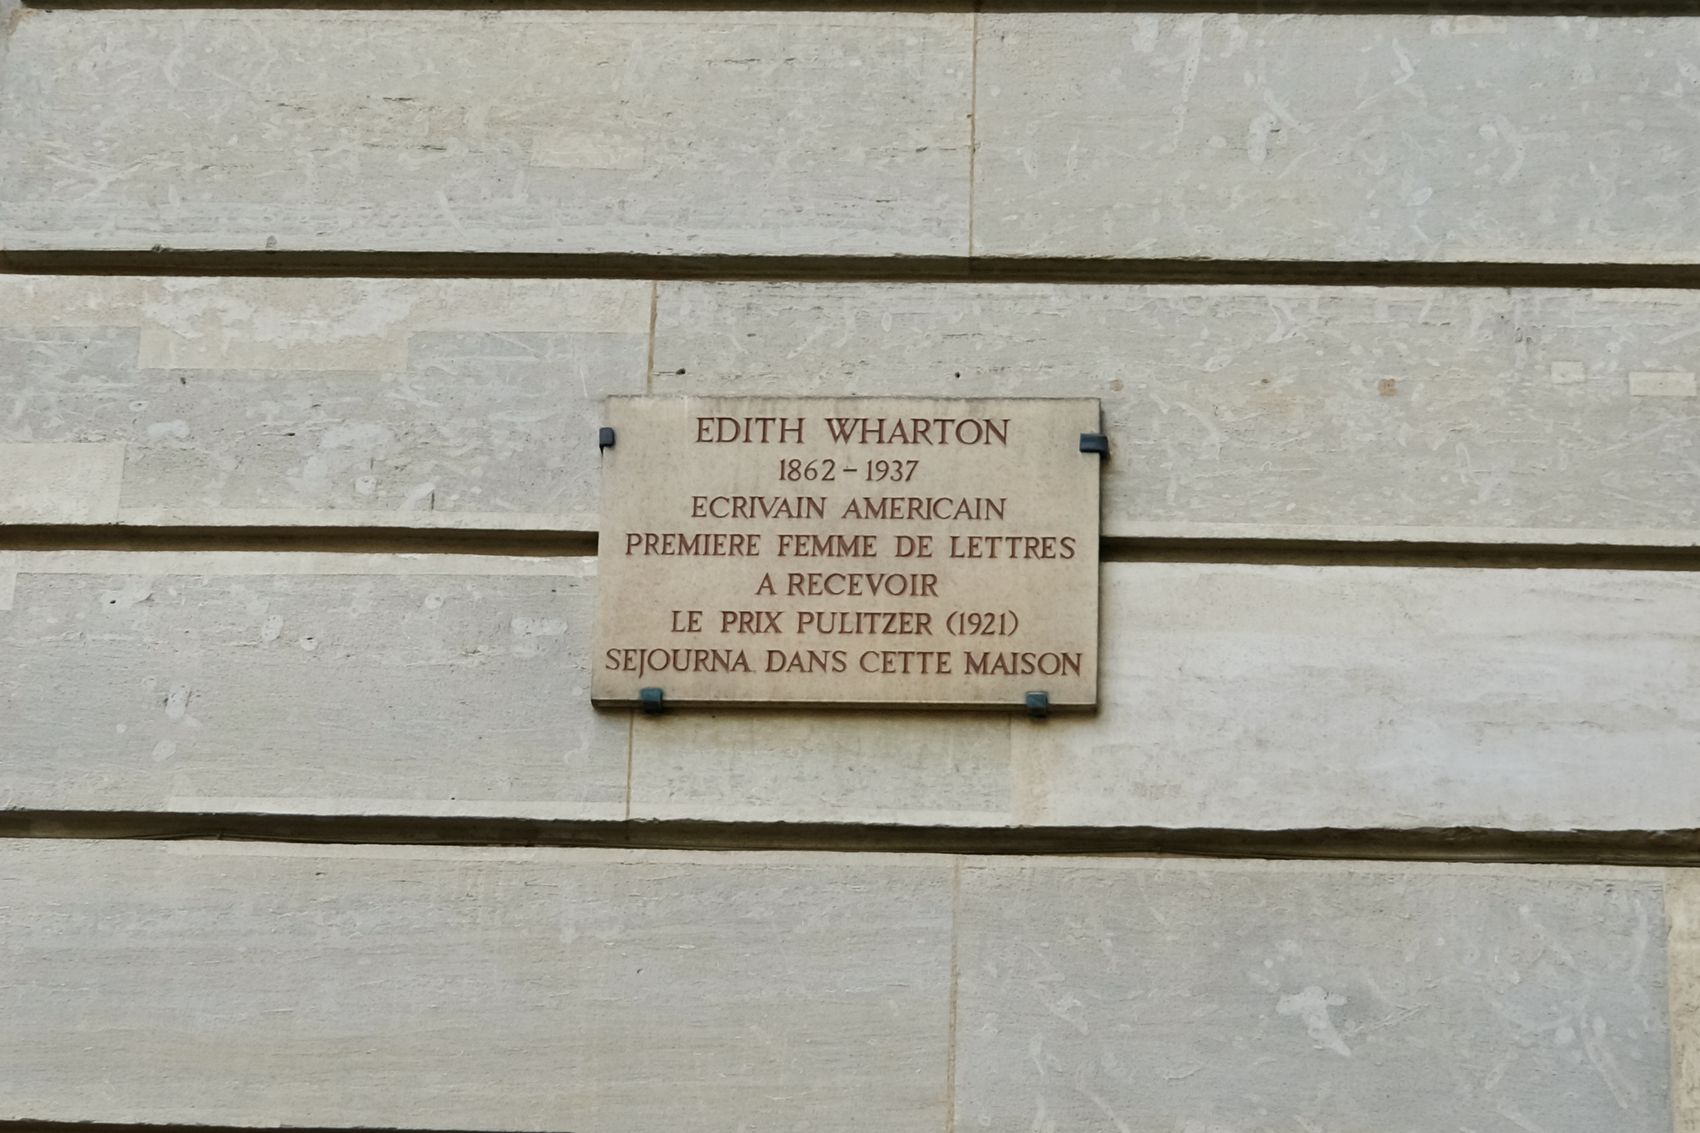 EDITH WHARTON
1862-1937
ECRIVAIN AMERICAIN
PREMIERE FEMME DE LETTRES
A RECEVOIR
LE PRIX PULITZER (1921)
SEJOURNA DANS CETTE MAISON